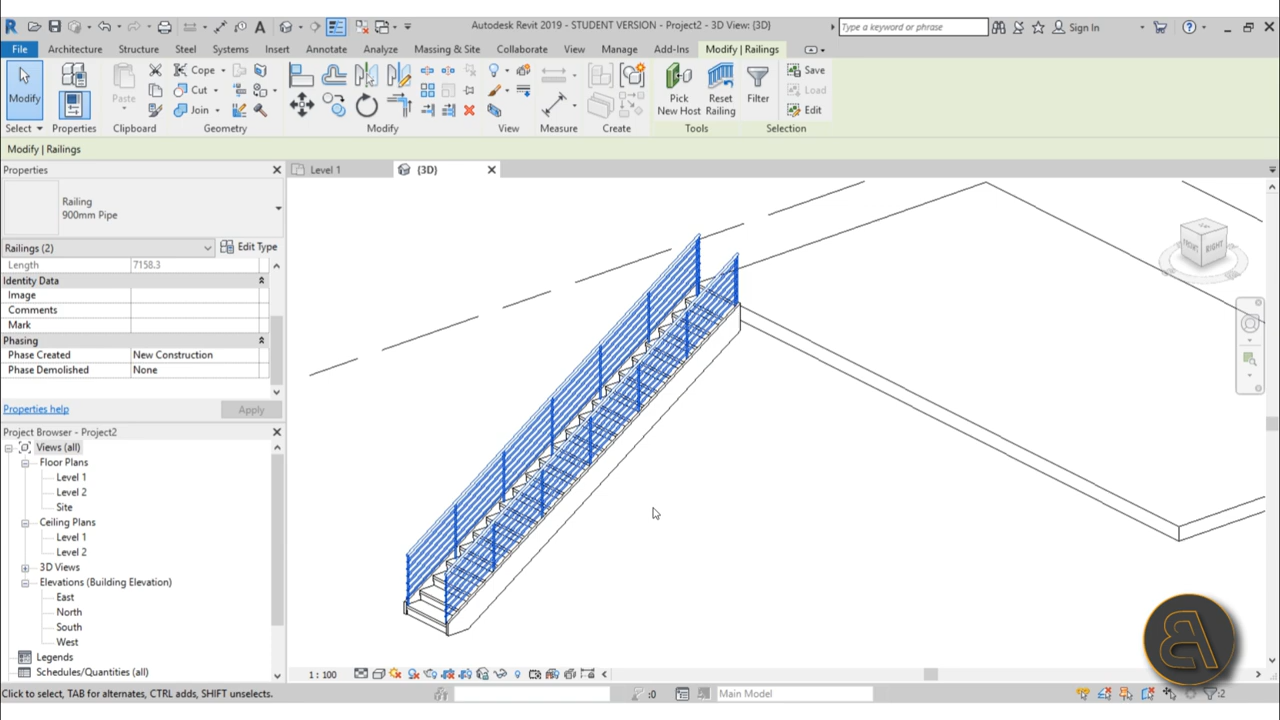 Autodesk Revit 2019 - STUDENT VERSION - Project2 - 3D View: {3D}
Type a keyword or phrase
Sign In
File Architecture Structure Steel Systems Insert Annotate Analyze Massing & Site Collaborate View Manage Add-Ins Modify | Railings
Modify
Paste
Cope
Cut
Join
Pick New Host
Reset Railing
Filter
Save
Load
Edit
Select Properties Clipboard Geometry Modify View Measure Create Tools Selection
Modify | Railings
Properties
Level 1
{3D}
Railing
900mm Pipe
Railings (2)
Edit Type
Length 7158.3
Identity Data
Image
Comments
Mark
Phasing
Phase Created New Construction
Phase Demolished None
Properties help
Apply
Project Browser - Project2
Views (all)
Floor Plans
Level 1
Level 2
Site
Ceiling Plans
Level 1
Level 2
3D Views
Elevations (Building Elevation)
East
North
South
West
Legends
Schedules/Quantities (all)
FRONT
RIGHT
1 : 100
Click to select, TAB for alternates, CTRL adds, SHIFT unselects.
:0
Main Model
:2